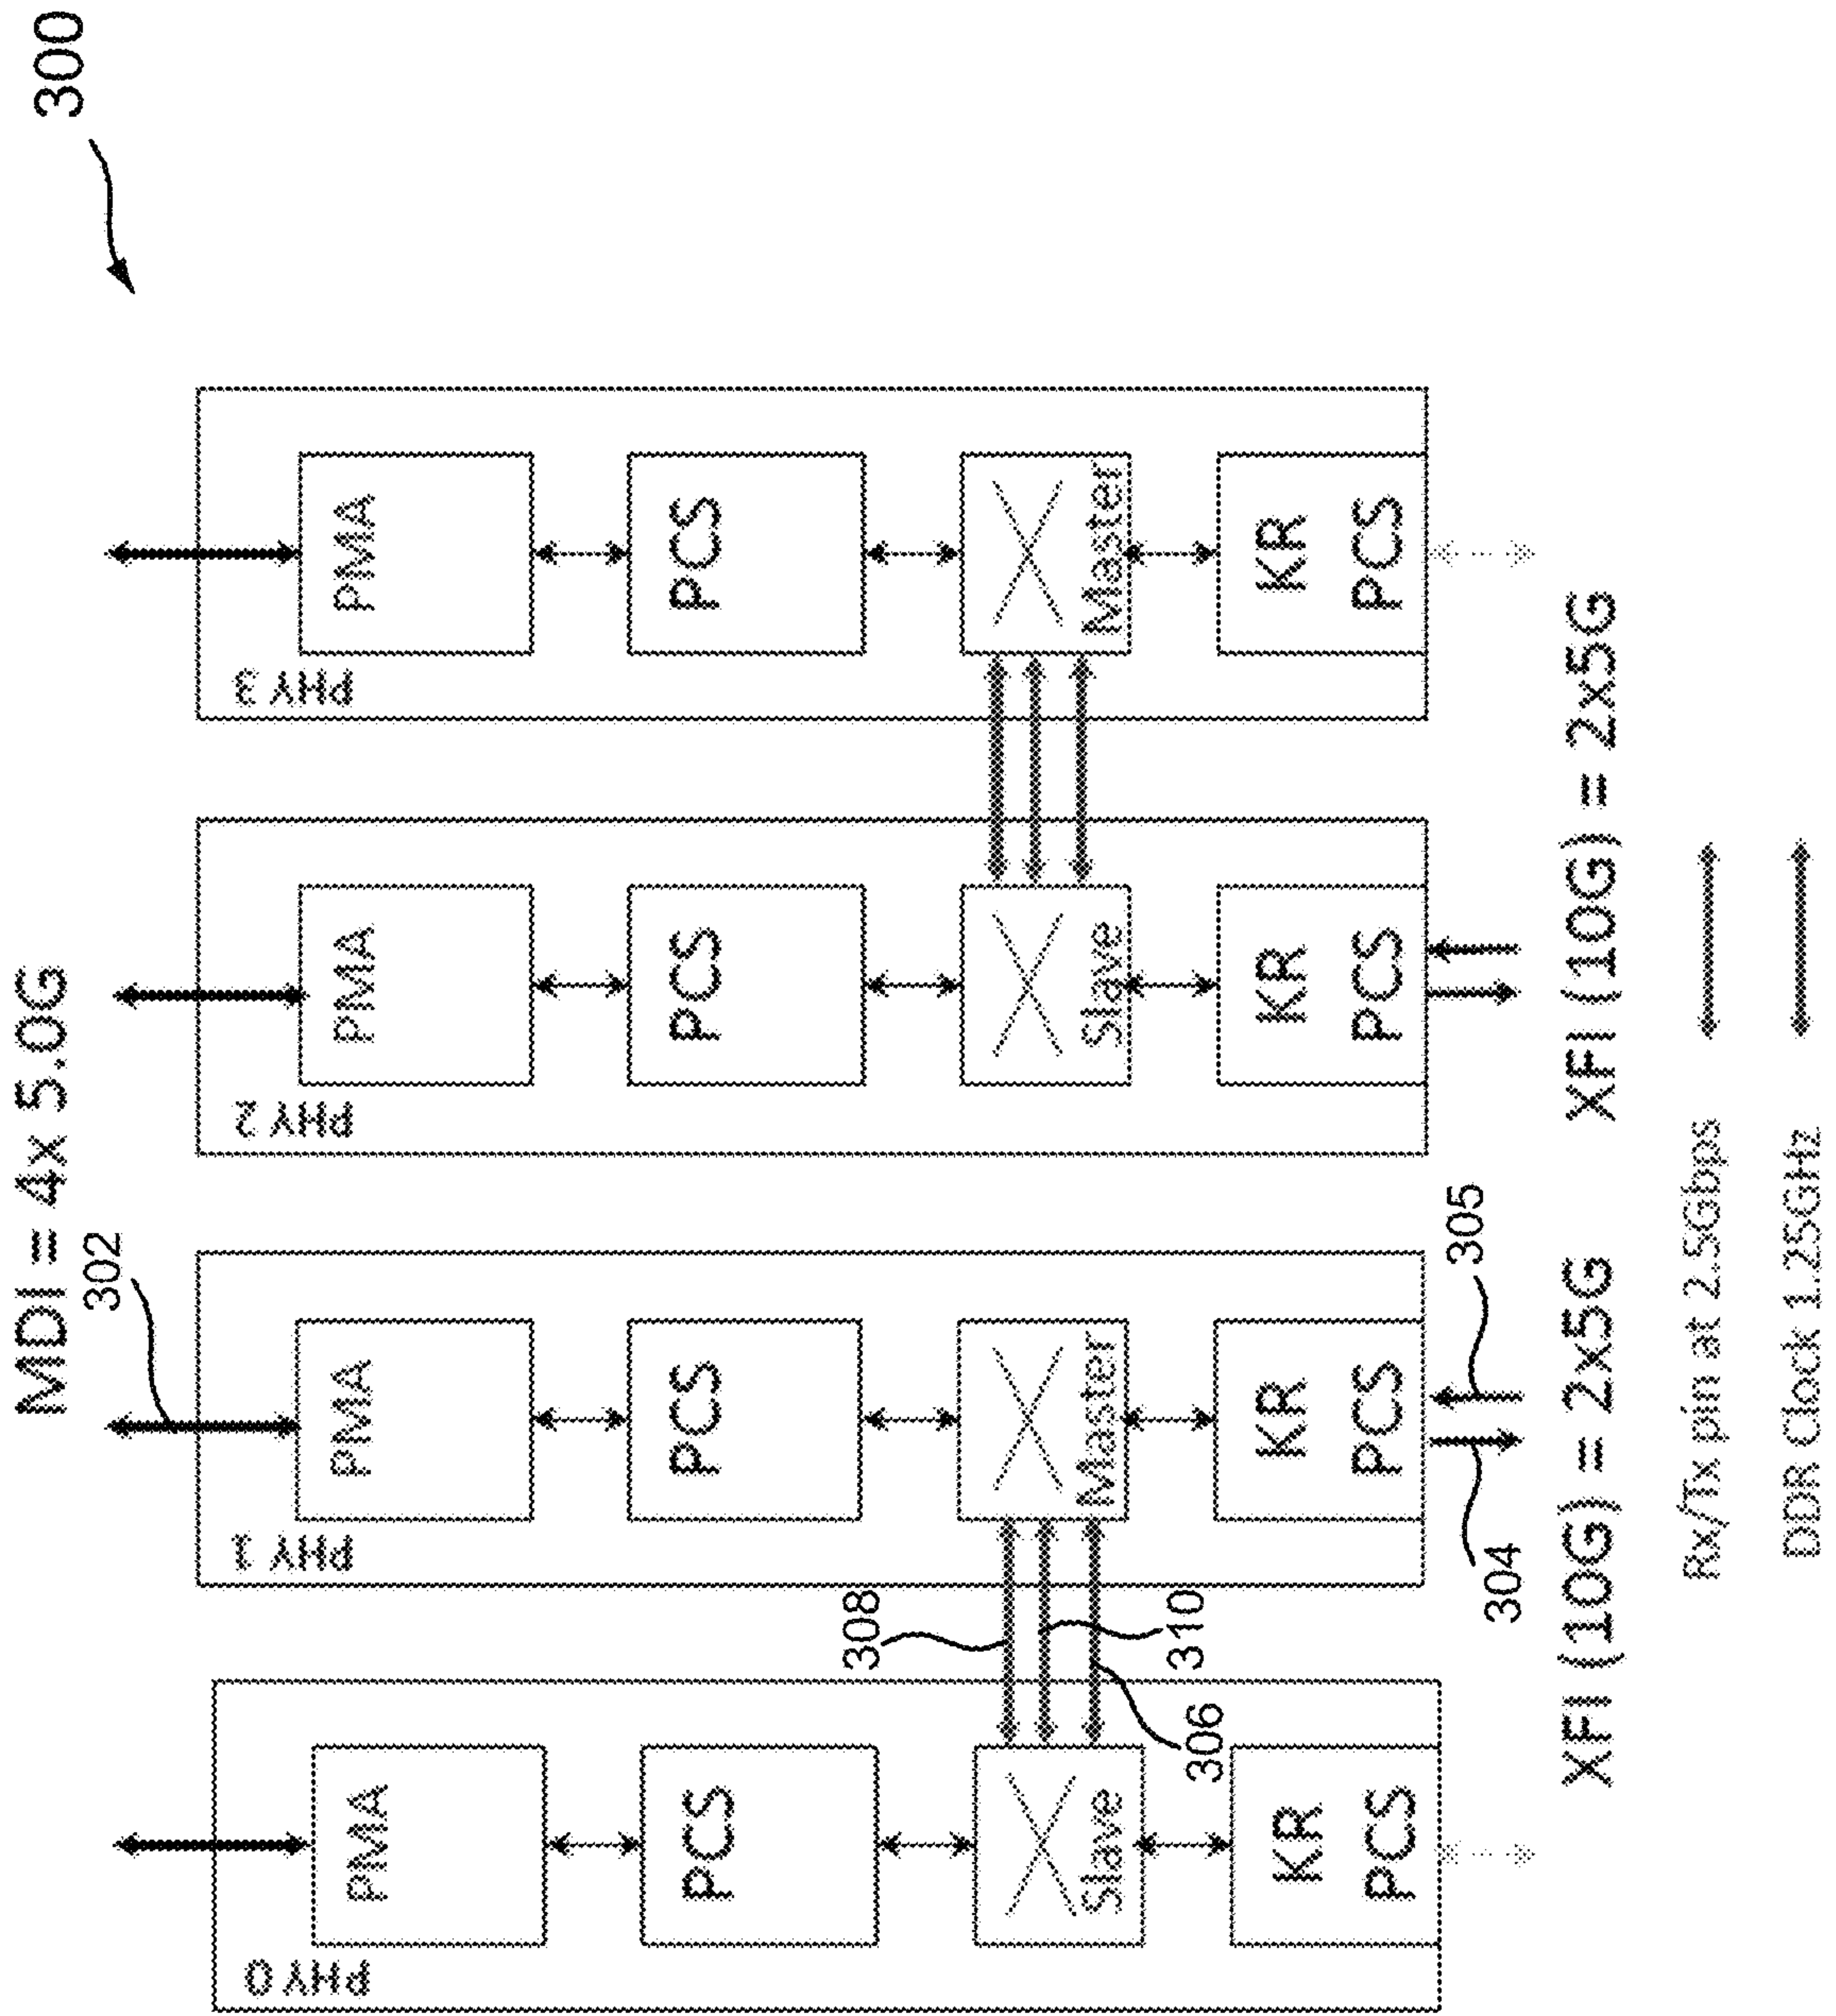 300
MDI = 4x 5.0G
302
PHY 0
PMA
PCS
Slave
KR
PCS
PHY 1
PMA
PCS
Master
KR
PCS
PHY 2
PMA
PCS
Slave
KR
PCS
PHY 3
PMA
PCS
Master
KR
PCS
308
310
306
304
305
XFI (10G) = 2x5G
XFI (10G) = 2x5G
Rx/Tx pin at 2.5Gbps
DDR Clock 1.25GHz